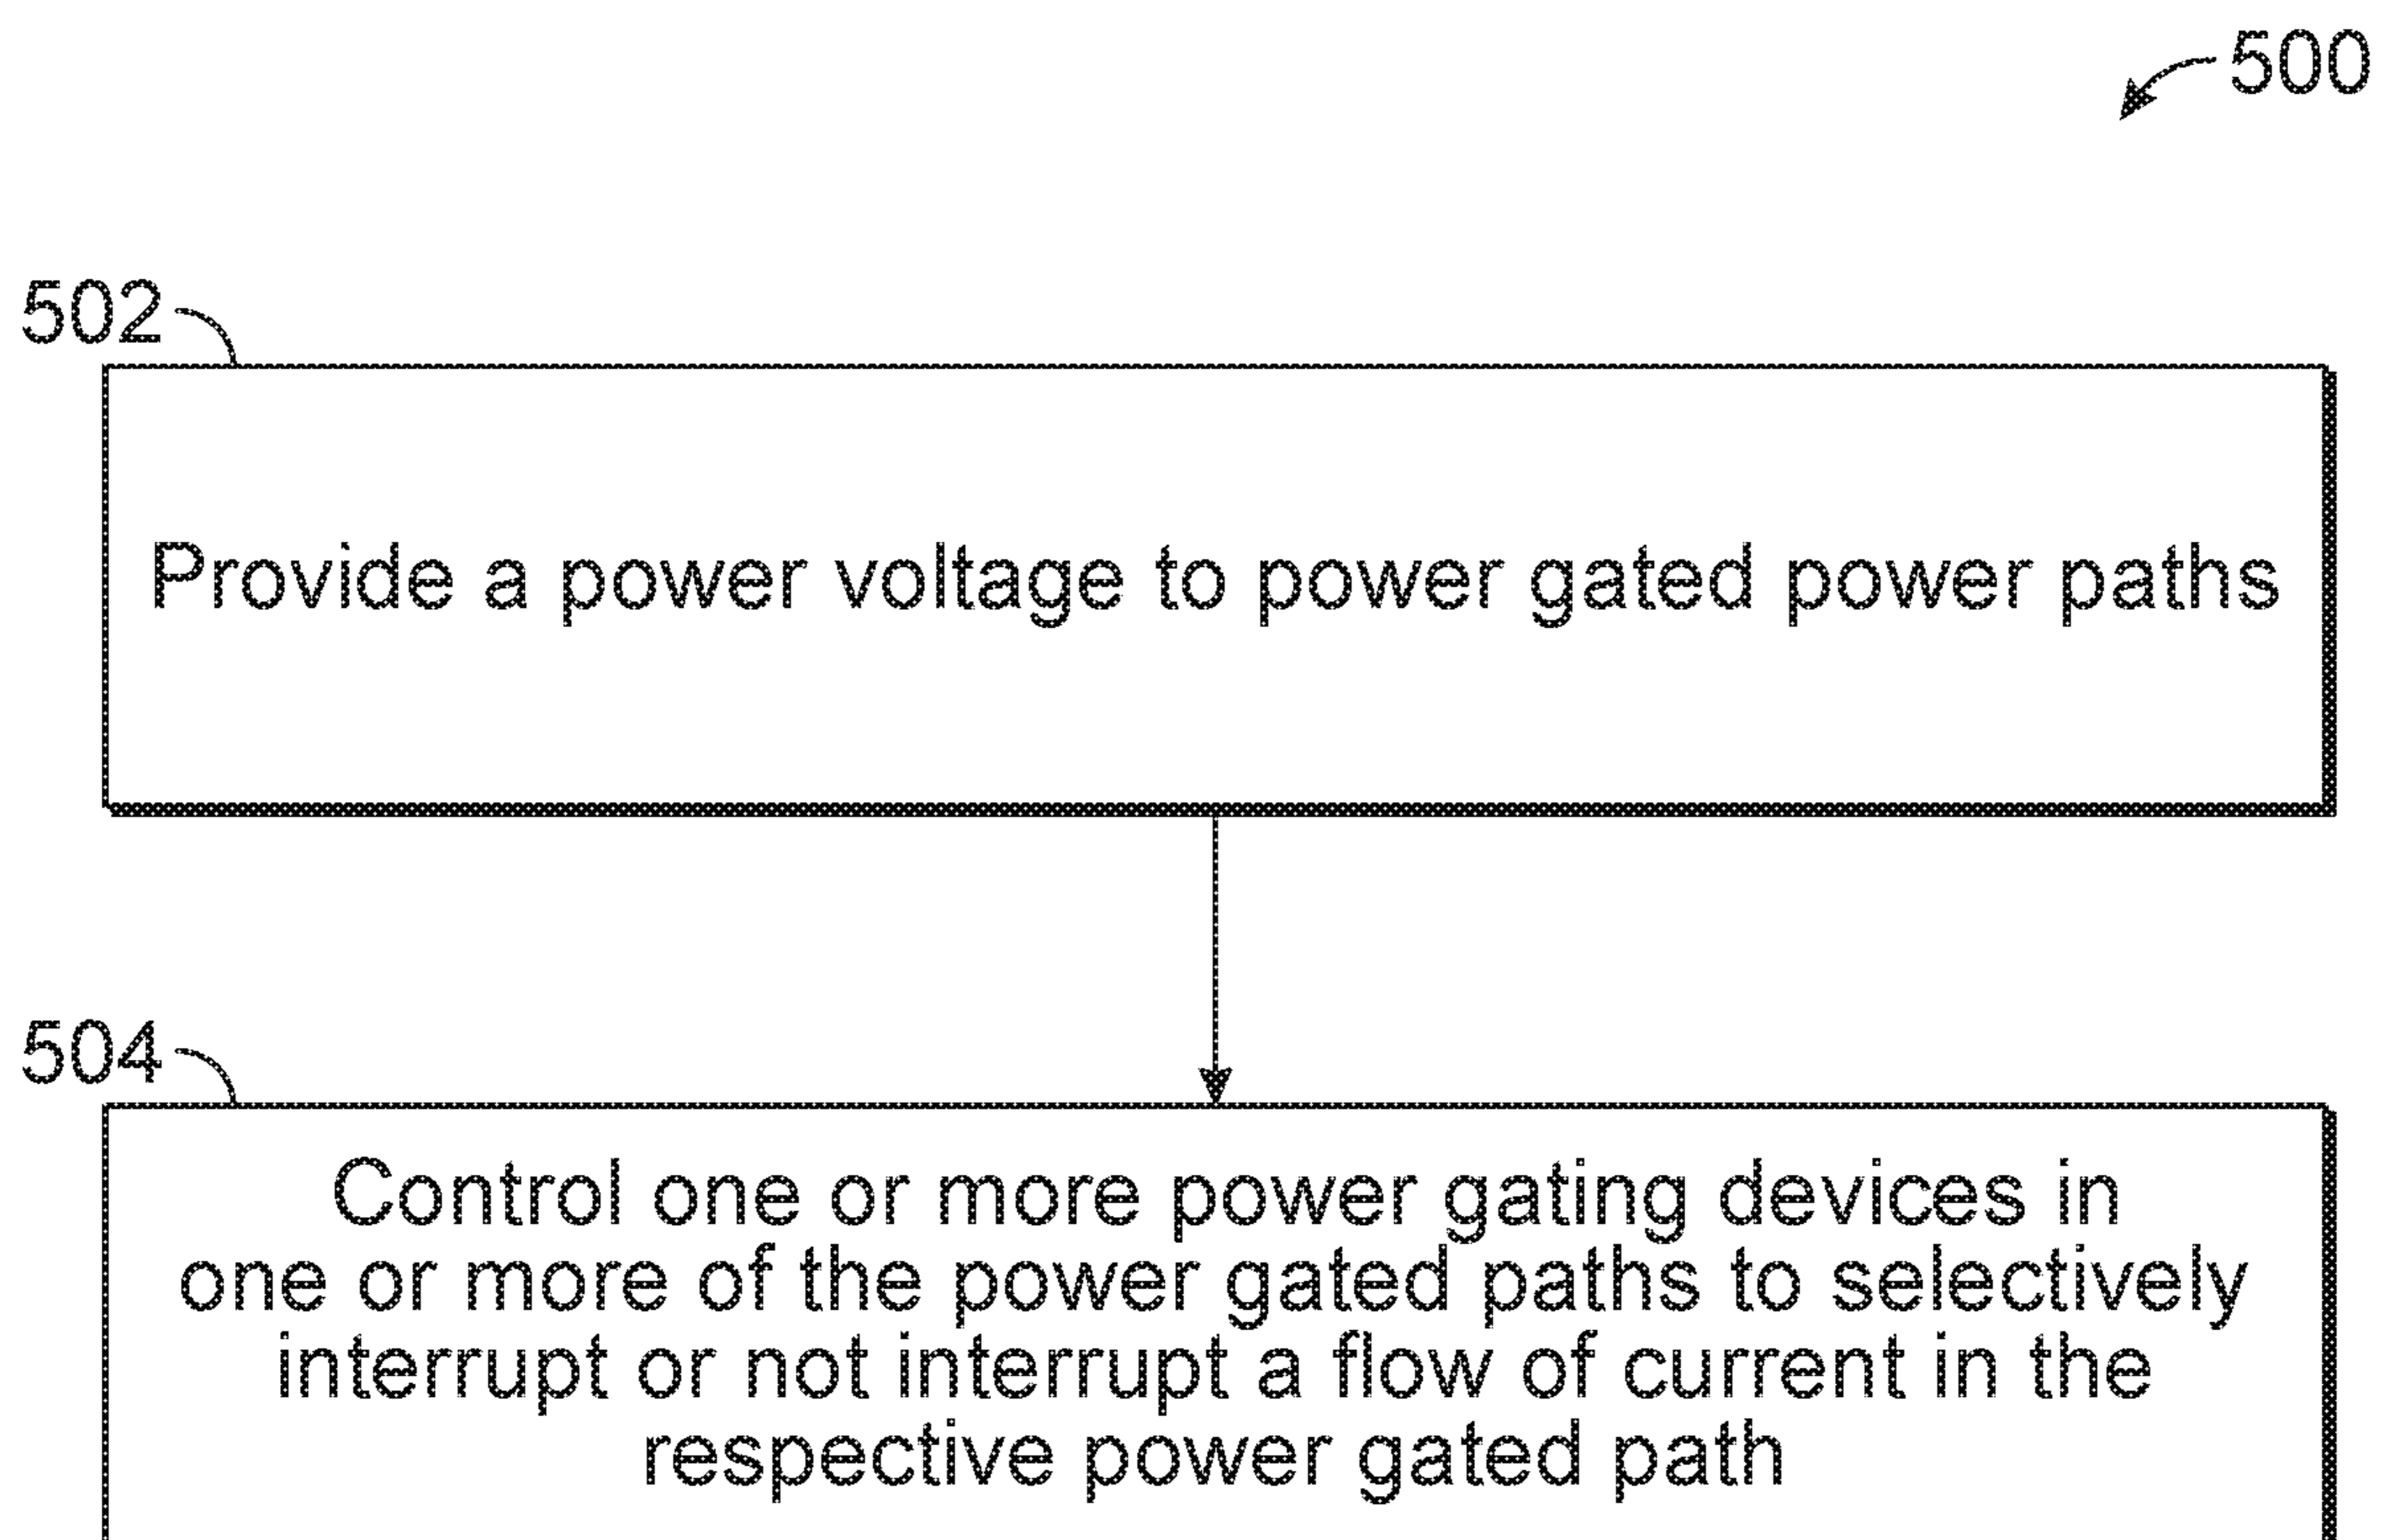 500
502
Provide a power voltage to power gated power paths
504
Control one or more power gating devices in
one or more of the power gated paths to selectively
interrupt or not interrupt a flow of current in the
respective power gated path